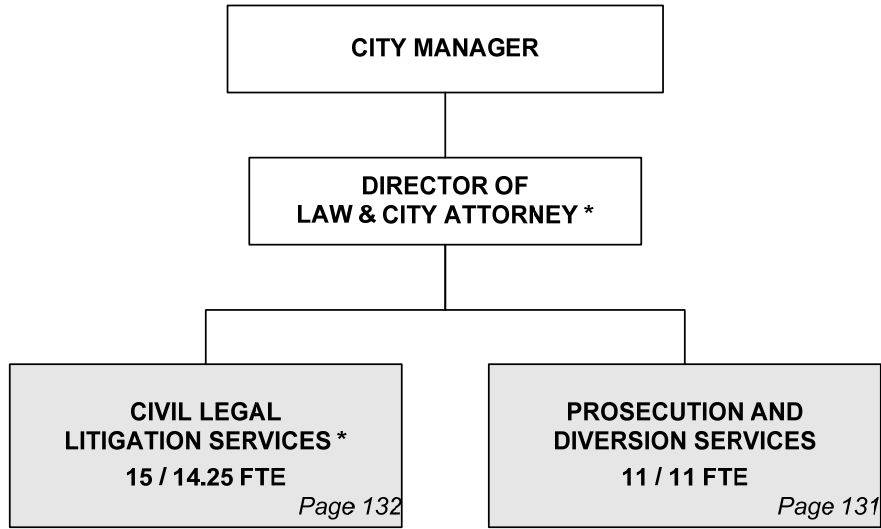 CITY MANAGER
DIRECTOR OF
LAW & CITY ATTORNEY *
CIVIL LEGAL
LITIGATION SERVICES *
15 / 14.25 FTE
Page 132
PROSECUTION AND
DIVERSION SERVICES
11 / 11 FTE
Page 131